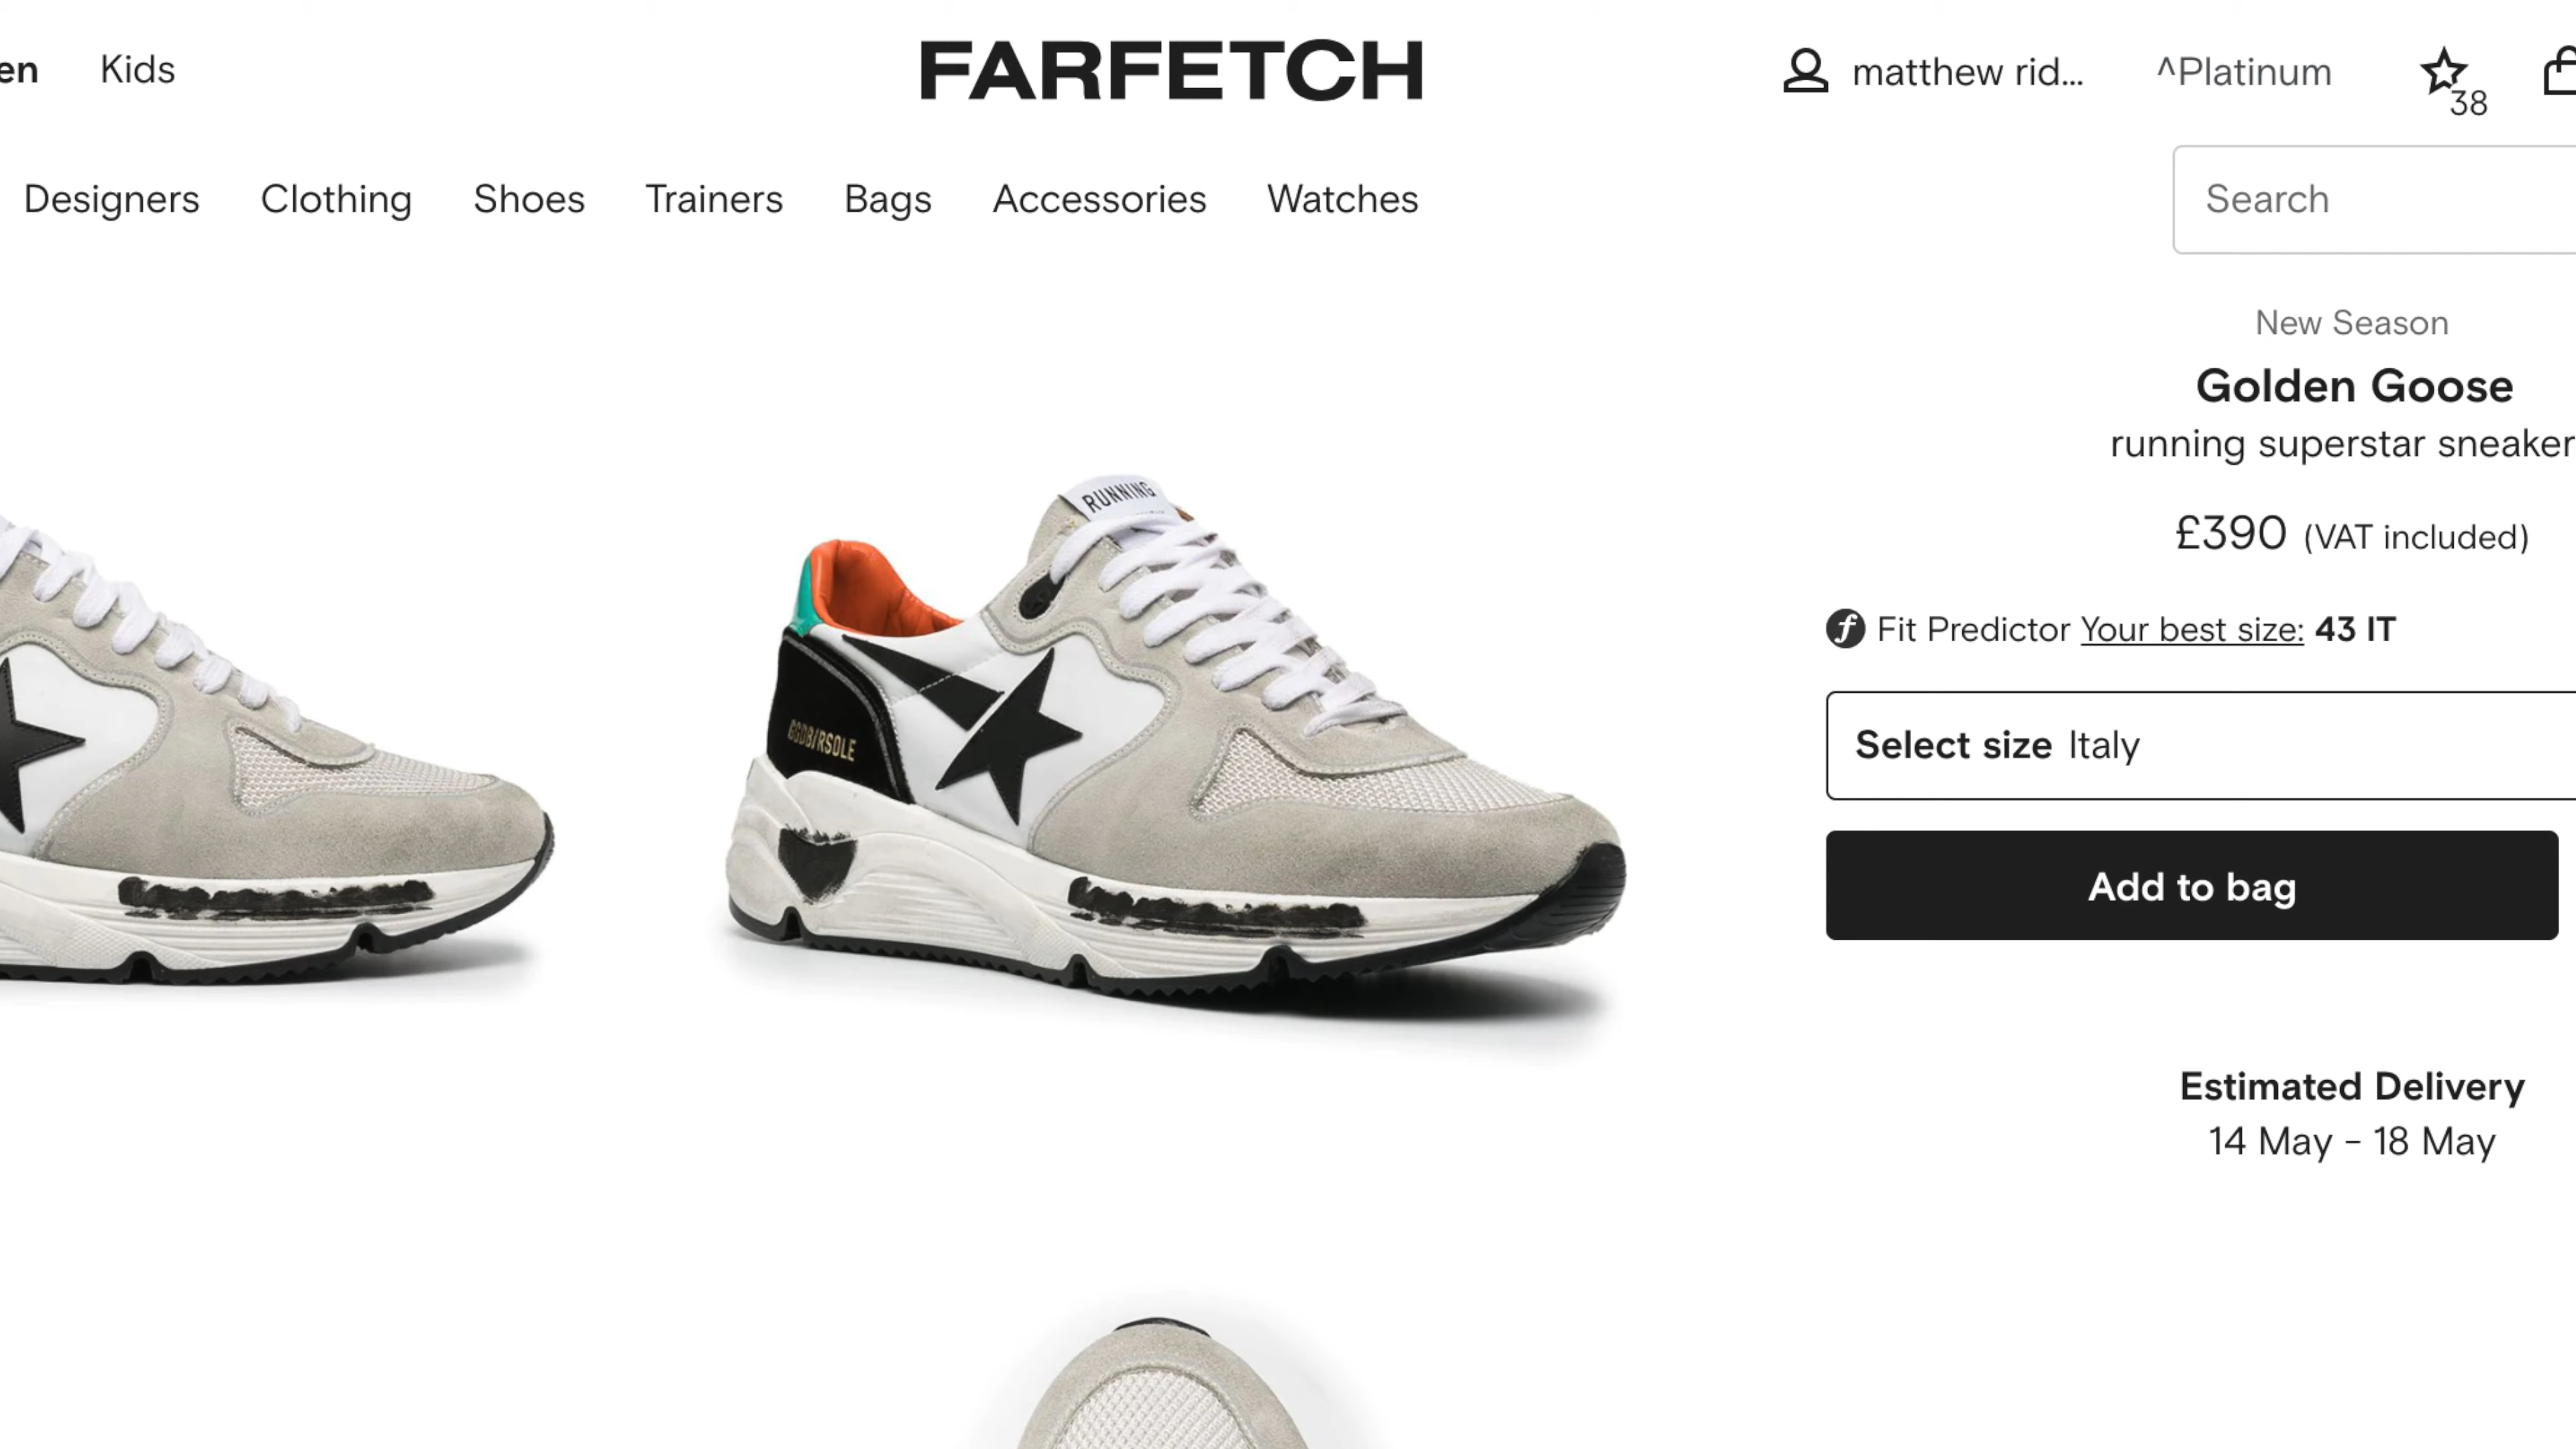 en Kids FARFETCH matthew rid... ^Platinum 38
Designers Clothing Shoes Trainers Bags Accessories Watches Search
New Season
Golden Goose
running superstar sneaker
£390 (VAT included)
Fit Predictor Your best size: 43 IT
Select size Italy
Add to bag
Estimated Delivery
14 May - 18 May
RUNNING
GGDB/RSOLE